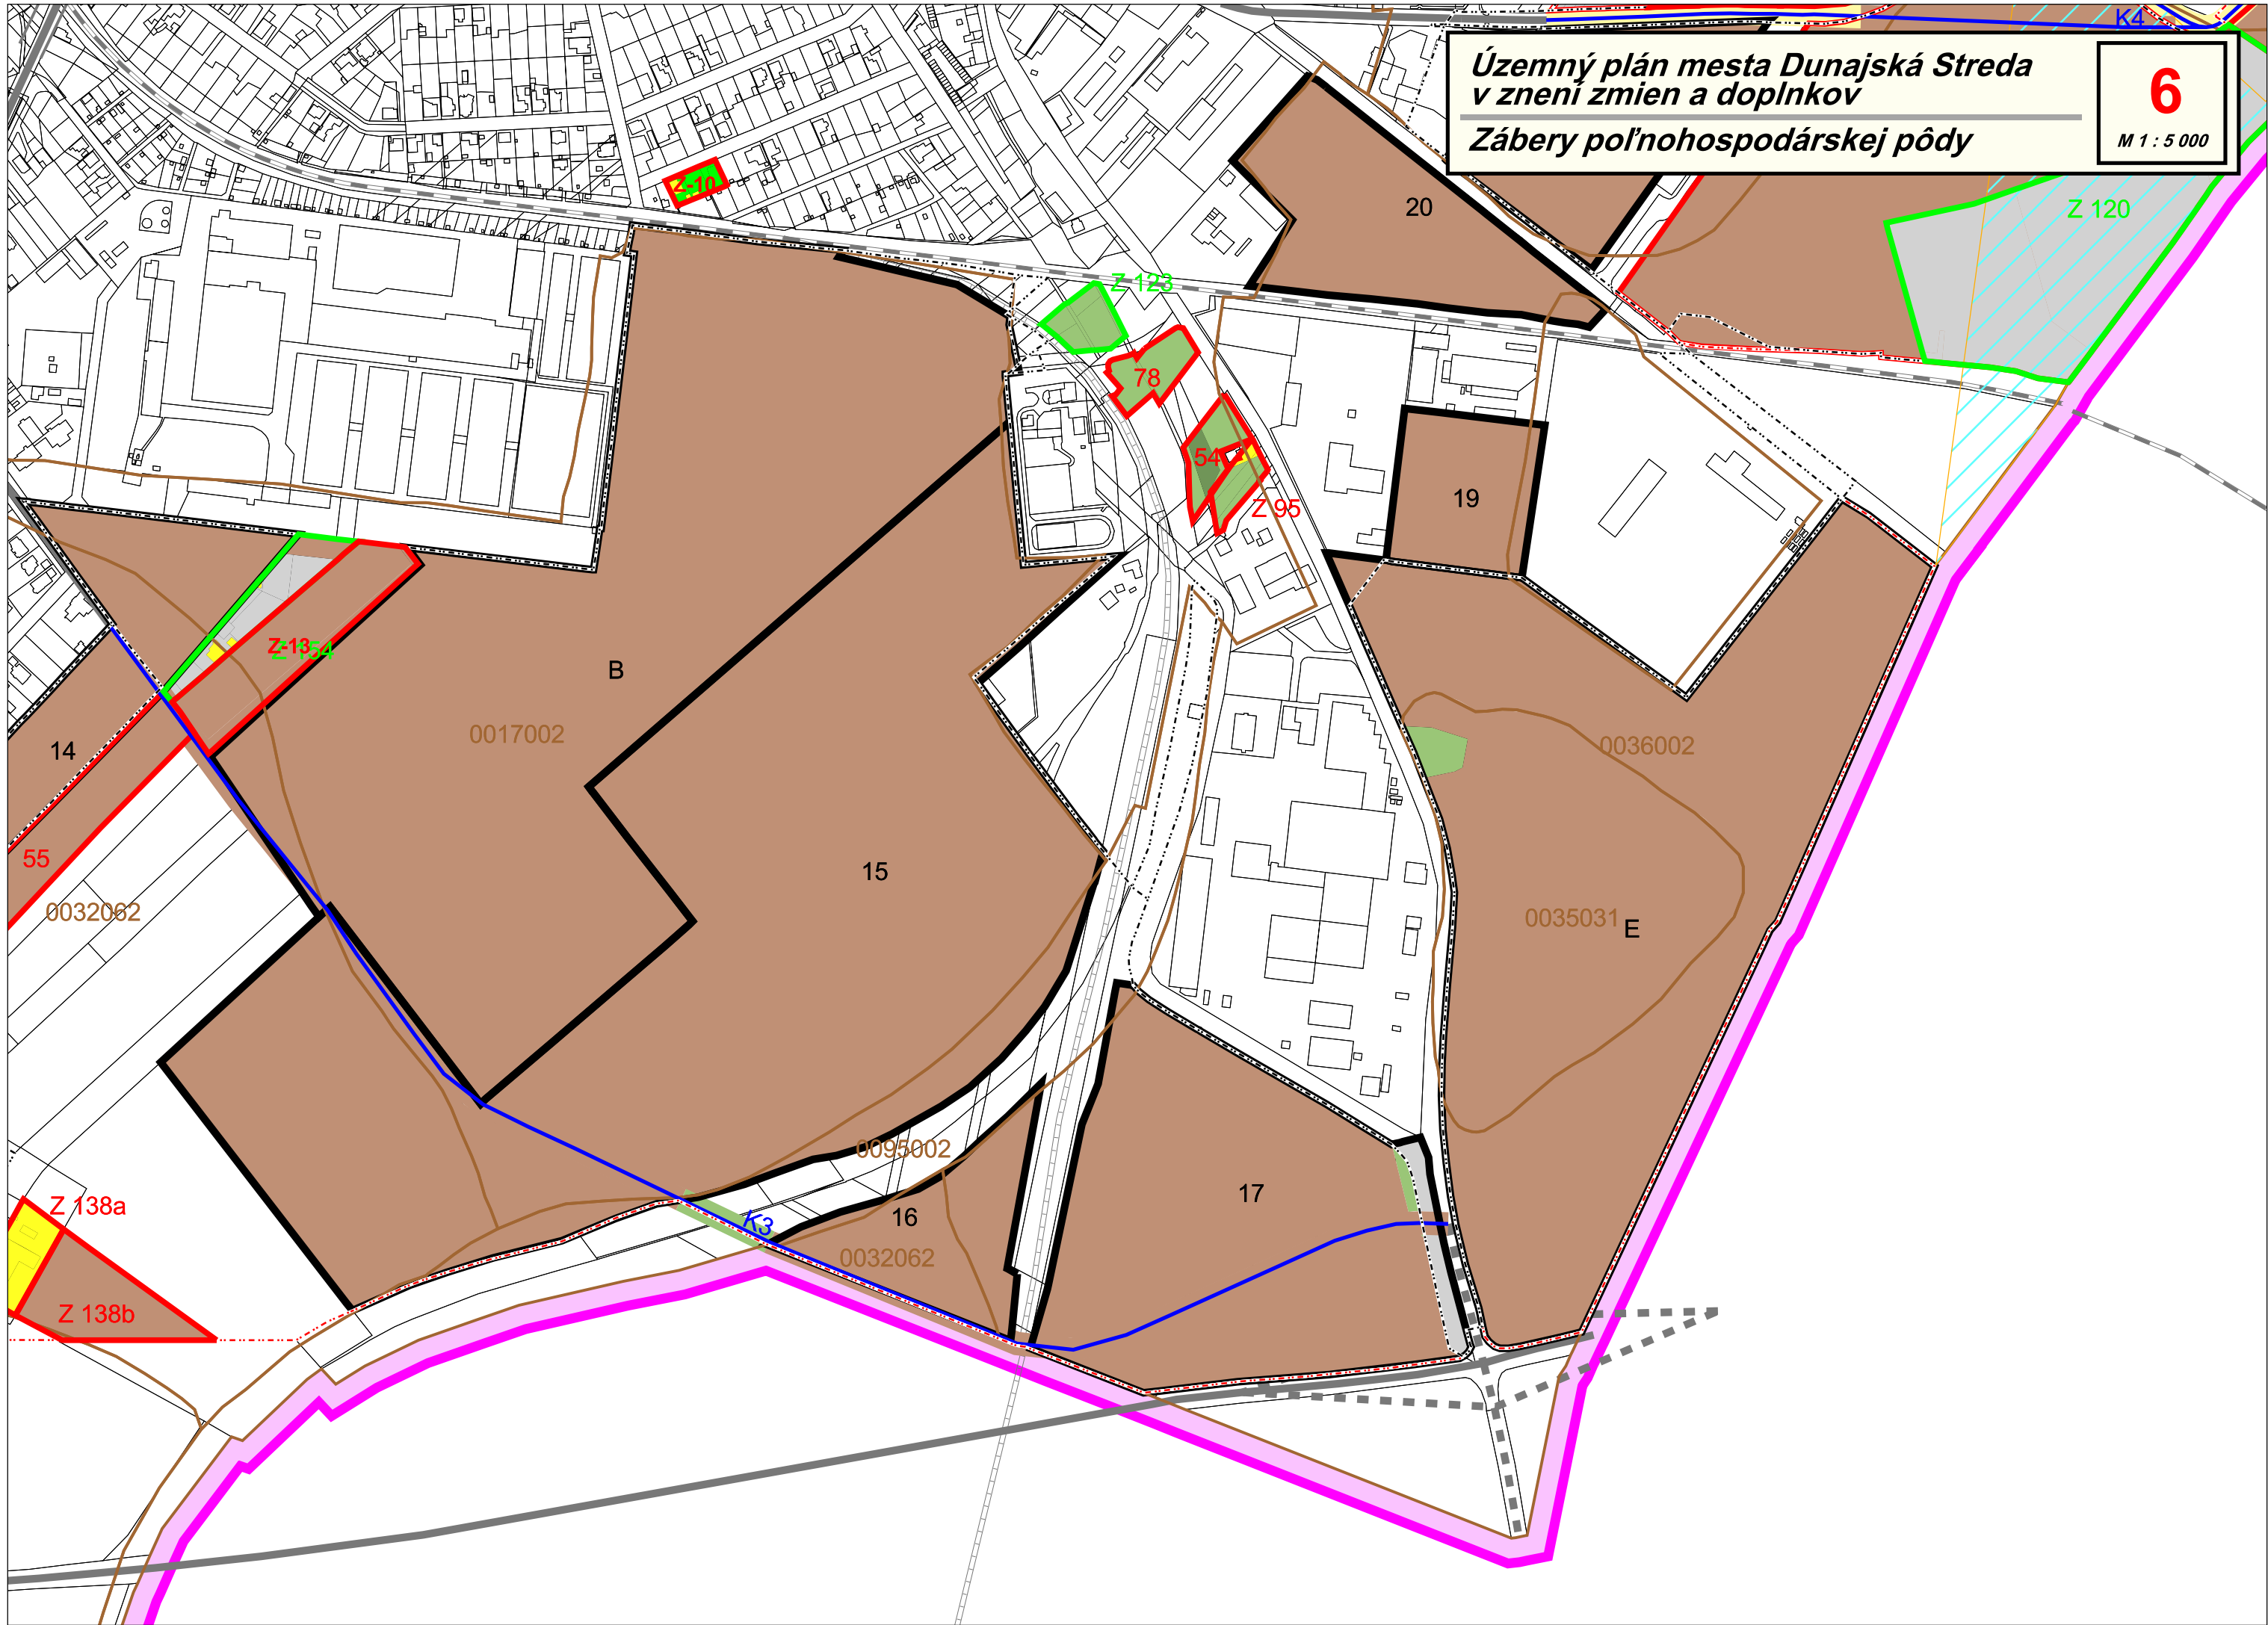 K4
Územný plán mesta Dunajská Streda
v znení zmien a doplnkov
Zábery poľnohospodárskej pôdy
6
M 1 : 5 000
Z-10
20
Z 120
Z 123
78
54
19
Z 95
Z-13
Z 154
B
0017002
14
0036002
55
15
0032062
0035031
E
0095002
17
Z 138a
16
K3
0032062
Z 138b